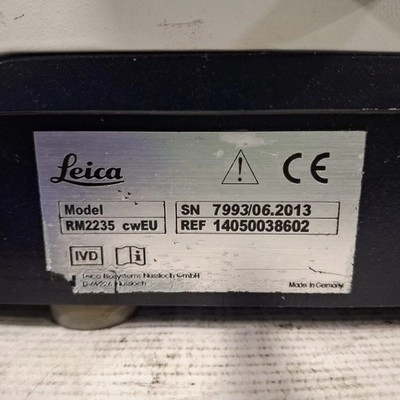 Leica
CE
Model
RM2235 cwEU
SN 7993/06.2013
REF 14050038602
IVD
Leica Biosystems Nussloch GmbH
D-69226 Nussloch
Made in Germany